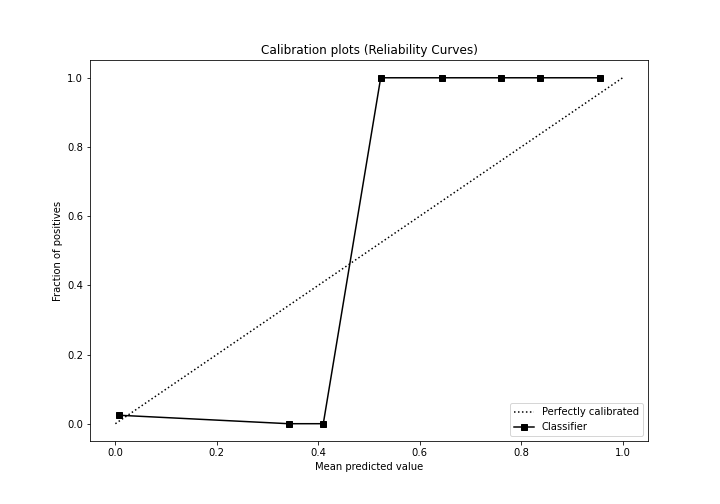 Calibration plots (Reliability Curves)
1.0
0.8
0.6
0.4
0.2
0.0
Fraction of positives
0.0 0.2 0.4 0.6 0.8 1.0
Mean predicted value
Perfectly calibrated
Classifier